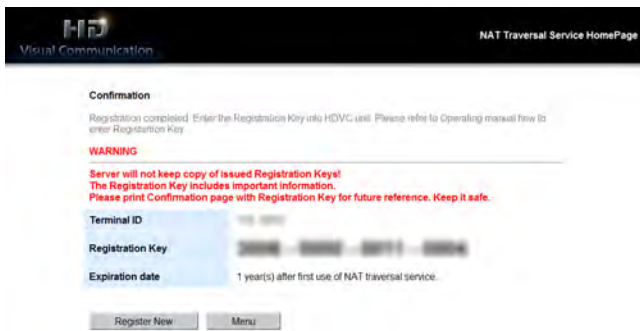 HD
Visual Communication
NAT Traversal Service HomePage
Confirmation
Registration completed. Enter the Registration Key into HDVC unit. Please refer to Operating manual how to
enter Registration Key.
WARNING
Server will not keep copy of issued Registration Keys!
The Registration Key includes important information.
Please print Confirmation page with Registration Key for future reference. Keep it safe.
Terminal ID
Registration Key
Expiration date 1 year(s) after first use of NAT traversal service.
Register New Menu